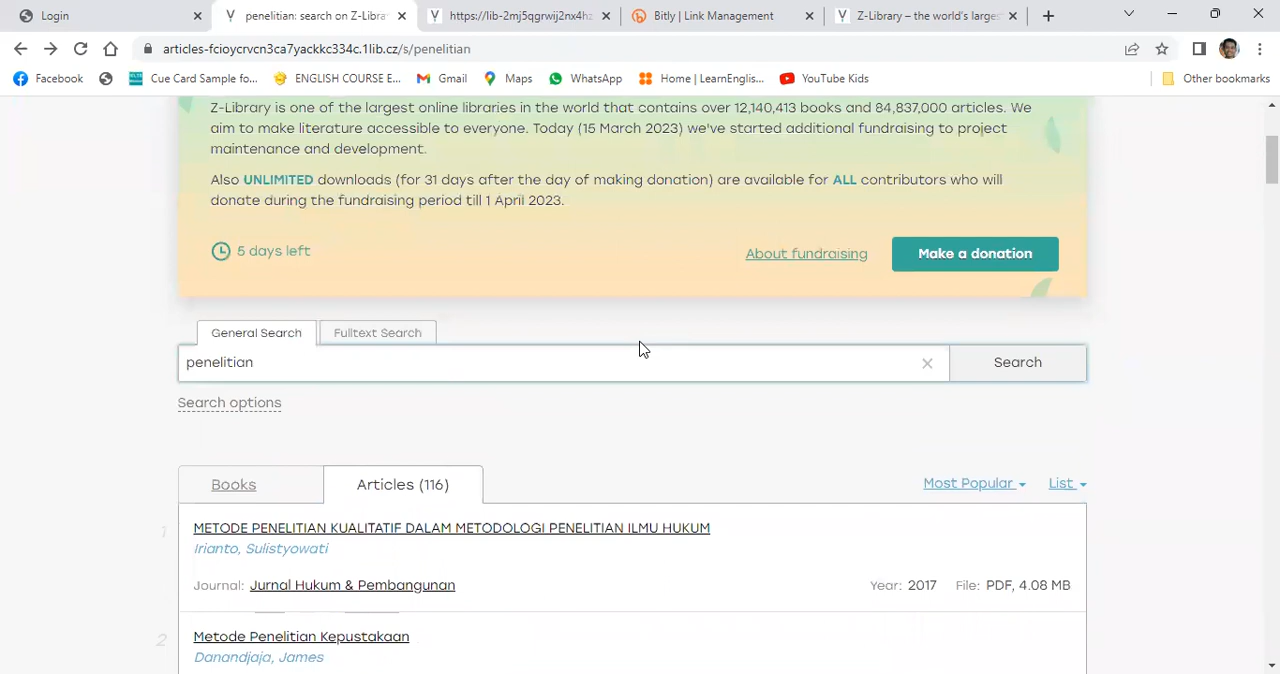 Login
penelitian: search on Z-Libra
https://lib-2mj5qgrwij2nx4hz
Bitly | Link Management
Z-Library – the world's larges
articles-fcioycrvcn3ca7yackkc334c.1lib.cz/s/penelitian
Facebook
Cue Card Sample fo...
ENGLISH COURSE E...
Gmail
Maps
WhatsApp
Home | LearnEnglis...
YouTube Kids
Other bookmarks
Z-Library is one of the largest online libraries in the world that contains over 12,140,413 books and 84,837,000 articles. We
aim to make literature accessible to everyone. Today (15 March 2023) we've started additional fundraising to project
maintenance and development.
Also UNLIMITED downloads (for 31 days after the day of making donation) are available for ALL contributors who will
donate during the fundraising period till 1 April 2023.
5 days left
About fundraising
Make a donation
General Search
Fulltext Search
penelitian
Search
Search options
Books
Articles (116)
Most Popular
List
1
METODE PENELITIAN KUALITATIF DALAM METODOLOGI PENELITIAN ILMU HUKUM
Irianto, Sulistyowati
Journal: Jurnal Hukum & Pembangunan
Year: 2017
File: PDF, 4.08 MB
2
Metode Penelitian Kepustakaan
Danandjaja, James